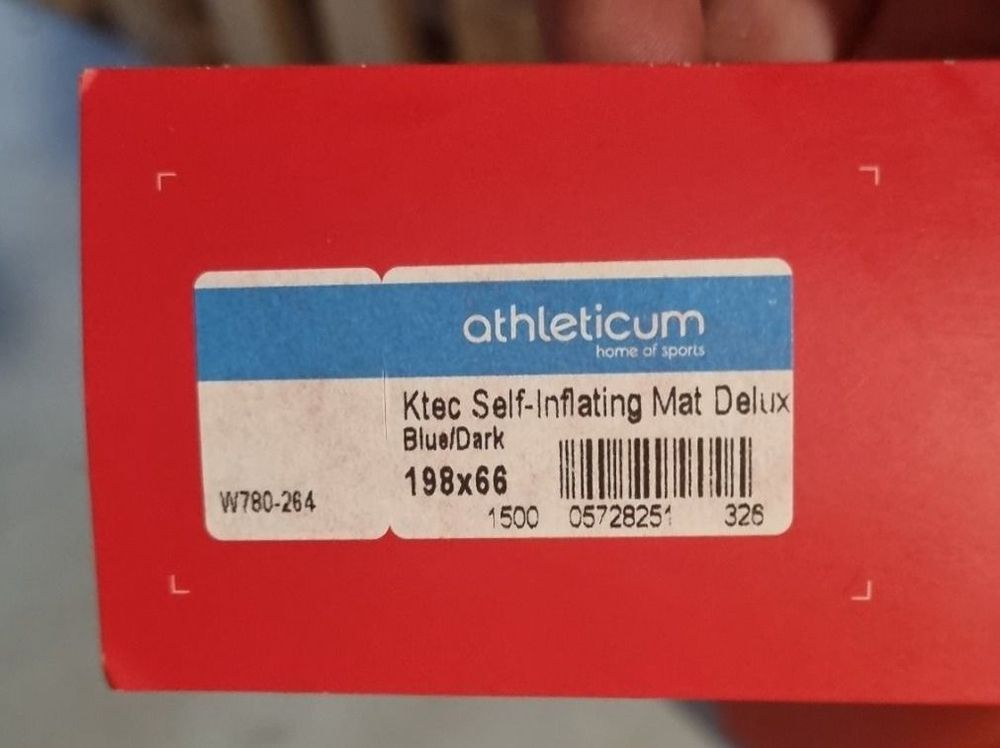 athleticum
home of sports
Ktec Self-Inflating Mat Delux
Blue/Dark
198x66
W780-264
1500 05728251 326